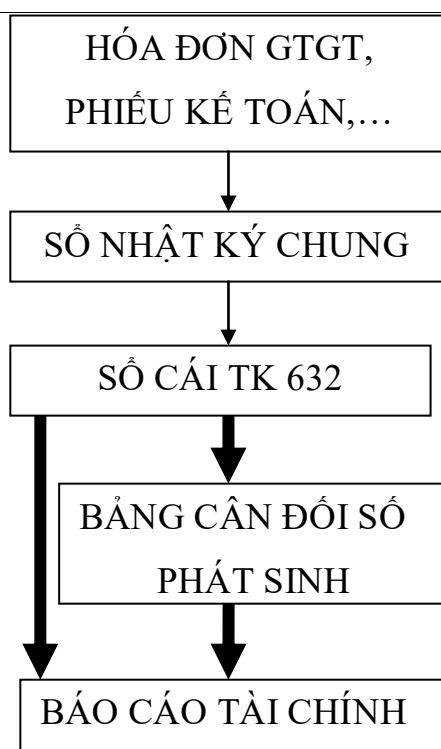 HÓA ĐƠN GTGT,
PHIẾU KẾ TOÁN,…
SỔ NHẬT KÝ CHUNG
SỔ CÁI TK 632
BẢNG CÂN ĐỐI SỐ
PHÁT SINH
BÁO CÁO TÀI CHÍNH